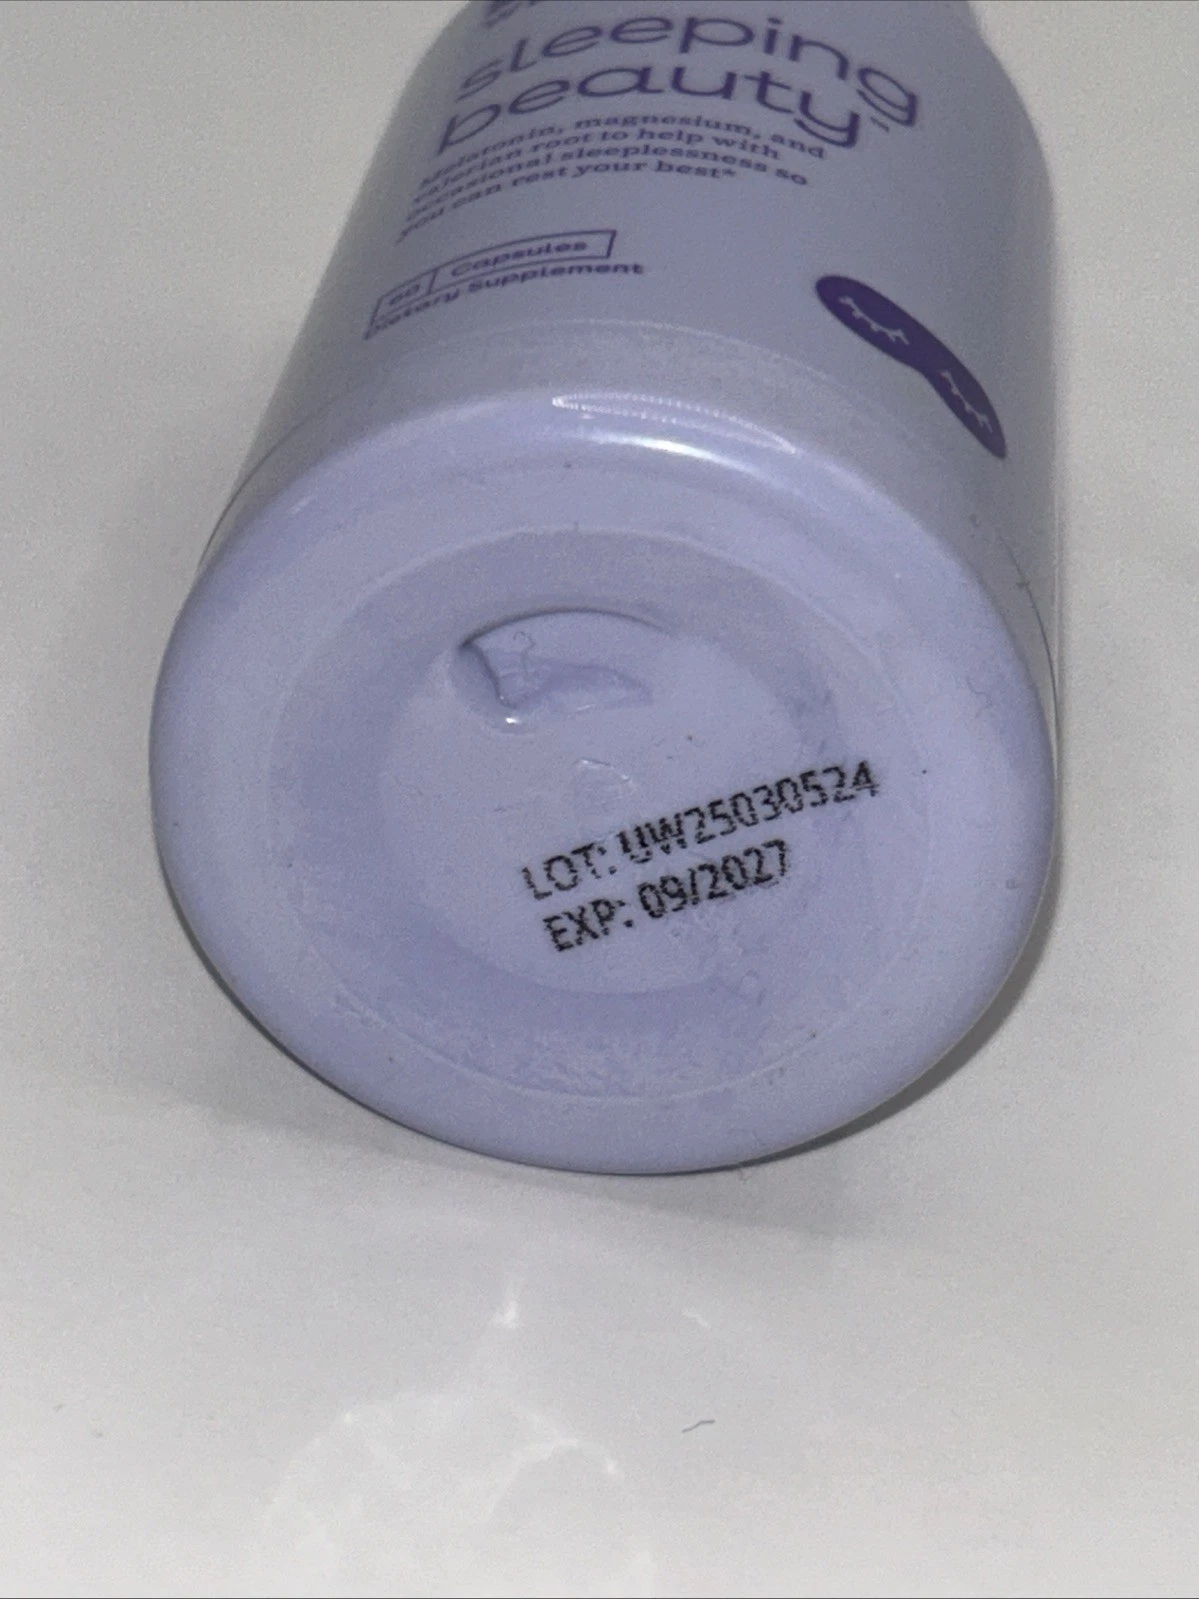 sleeping
beauty™
Melatonin, magnesium, and
valerian root to help with
occasional sleeplessness so
you can rest your best*
60 Capsules
Dietary Supplement
LOT: UW25030524
EXP: 09/2027